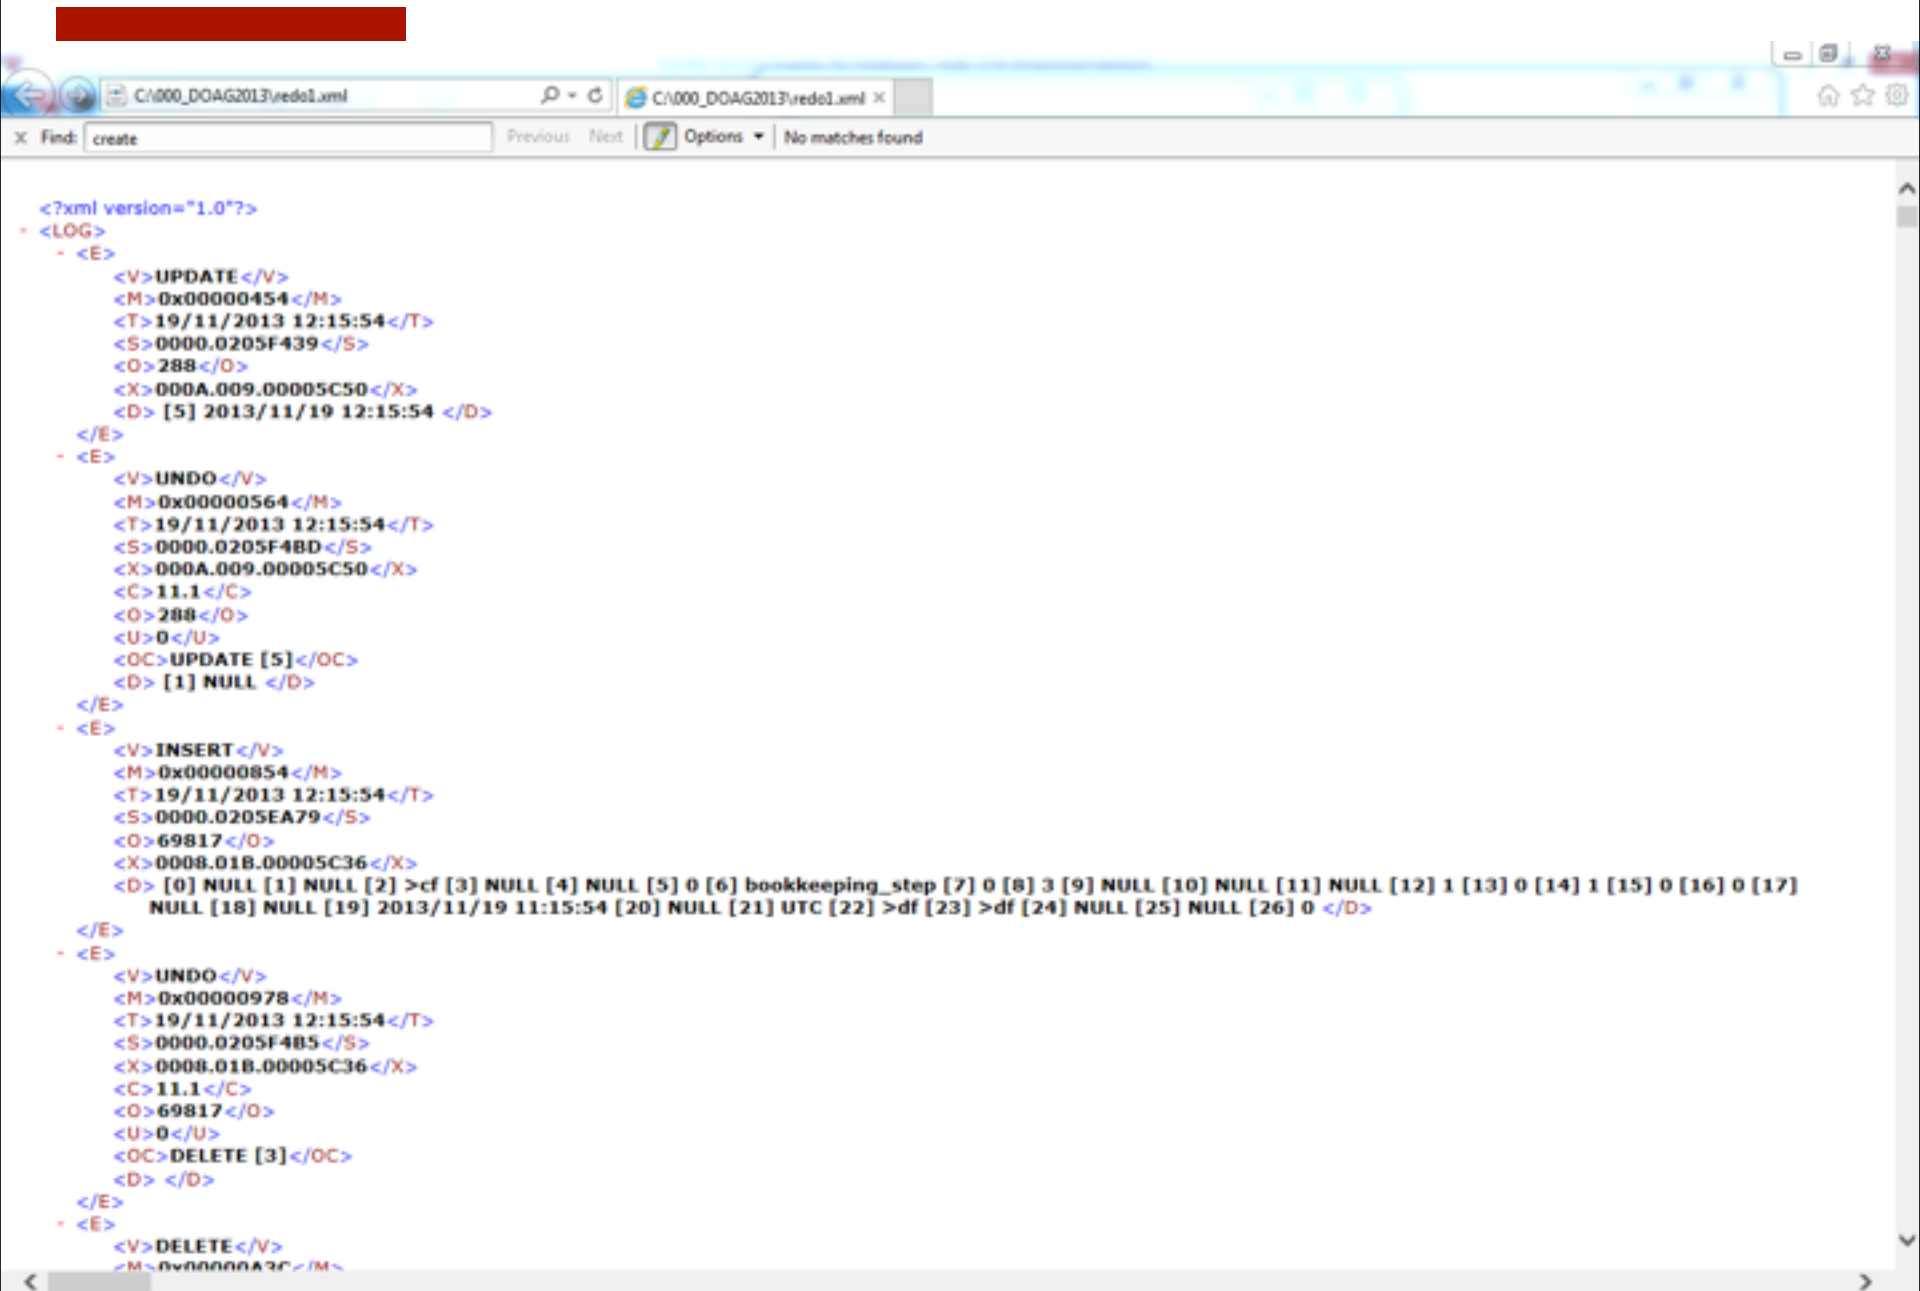 C:\000_DOAG2013\redo1.xml
C:\000_DOAG2013\redo1.xml
x Find: create Previous Next Options No matches found
<?xml version="1.0"?>
- <LOG>
- <E>
<V>UPDATE</V>
<M>0x00000454</M>
<T>19/11/2013 12:15:54</T>
<S>0000.0205F439</S>
<O>288</O>
<X>000A.009.00005C50</X>
<D> [5] 2013/11/19 12:15:54 </D>
</E>
- <E>
<V>UNDO</V>
<M>0x00000564</M>
<T>19/11/2013 12:15:54</T>
<S>0000.0205F4BD</S>
<X>000A.009.00005C50</X>
<C>11.1</C>
<O>288</O>
<U>0</U>
<OC>UPDATE [5]</OC>
<D> [1] NULL </D>
</E>
- <E>
<V>INSERT</V>
<M>0x00000854</M>
<T>19/11/2013 12:15:54</T>
<S>0000.0205EA79</S>
<O>69817</O>
<X>0008.01B.00005C36</X>
<D> [0] NULL [1] NULL [2] >cf [3] NULL [4] NULL [5] 0 [6] bookkeeping_step [7] 0 [8] 3 [9] NULL [10] NULL [11] NULL [12] 1 [13] 0 [14] 1 [15] 0 [16] 0 [17]
NULL [18] NULL [19] 2013/11/19 11:15:54 [20] NULL [21] UTC [22] >df [23] >df [24] NULL [25] NULL [26] 0 </D>
</E>
- <E>
<V>UNDO</V>
<M>0x00000978</M>
<T>19/11/2013 12:15:54</T>
<S>0000.0205F4B5</S>
<X>0008.01B.00005C36</X>
<C>11.1</C>
<O>69817</O>
<U>0</U>
<OC>DELETE [3]</OC>
<D> </D>
</E>
- <E>
<V>DELETE</V>
<M>0x00000A3C</M>